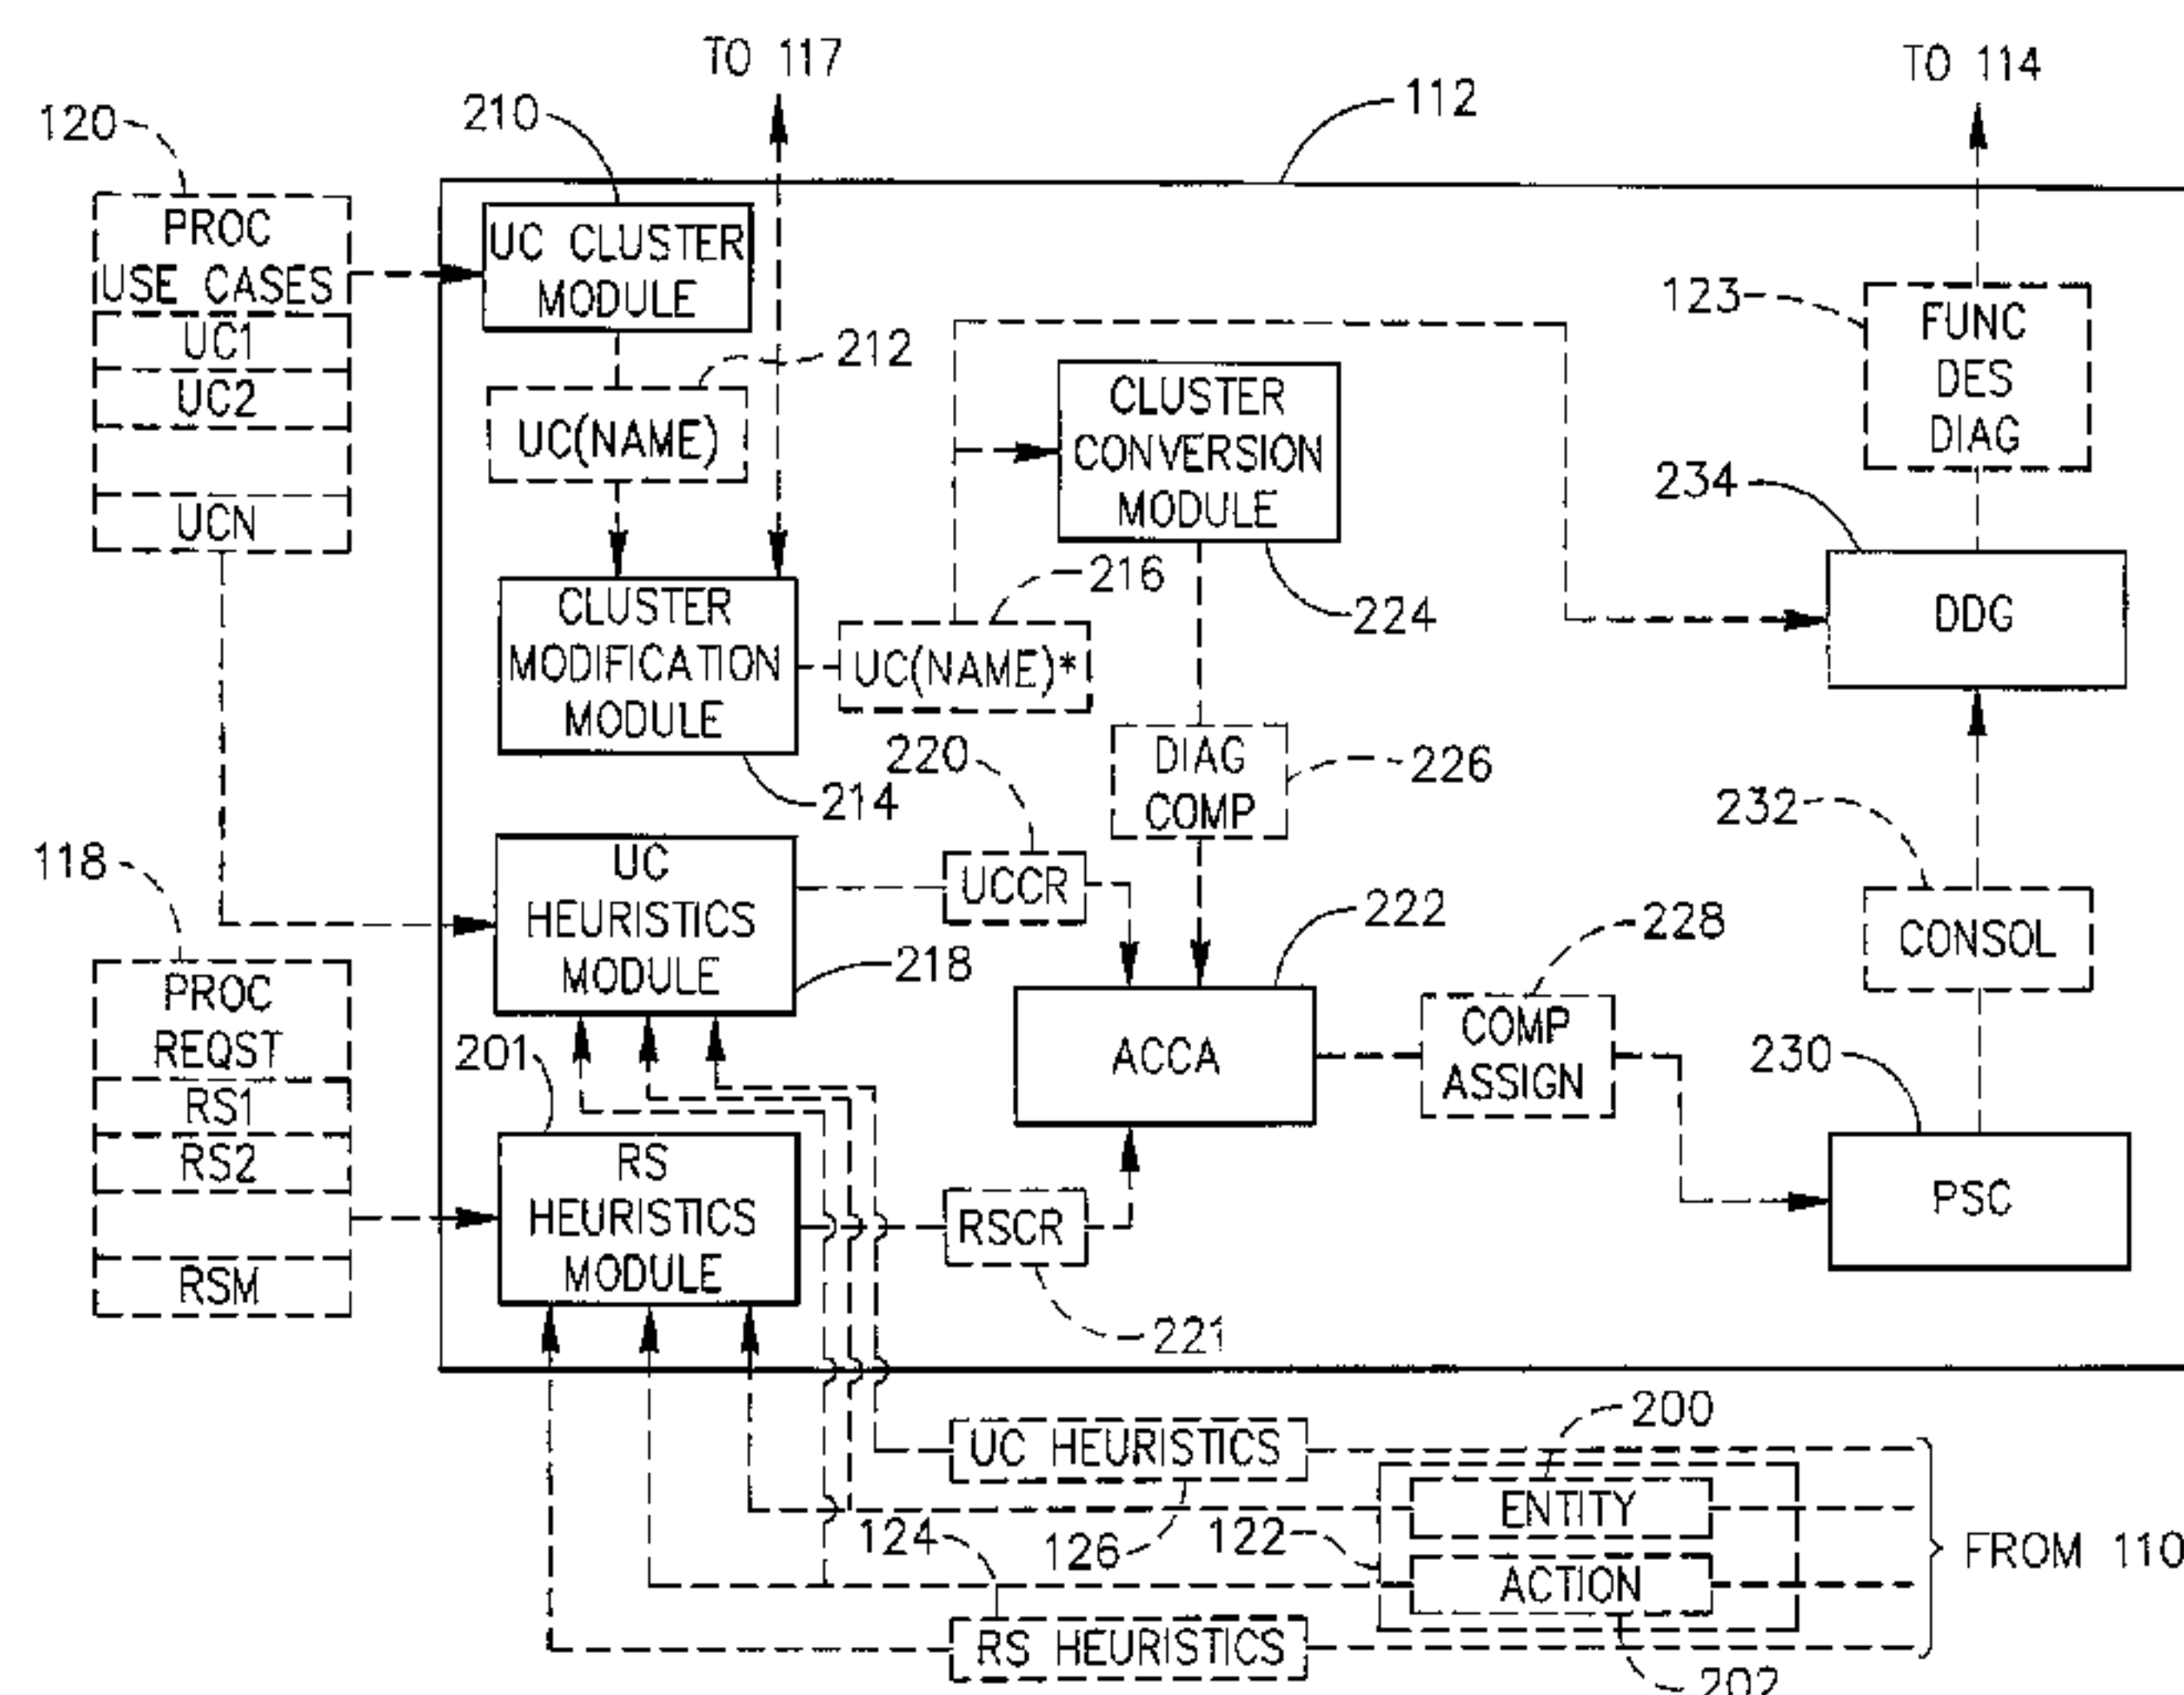 TO 117
TO 114
120
210
112
PROC
USE CASES
UC1
UC2
UCN
UC CLUSTER
MODULE
212
UC(NAME)
CLUSTER
CONVERSION
MODULE
224
123
FUNC
DES
DIAG
234
DDG
CLUSTER
MODIFICATION
MODULE
214
216
UC(NAME)*
DIAG
COMP
226
220
UCCR
232
CONSOL
118
PROC
REQST
RS1
RS2
RSM
UC
HEURISTICS
MODULE
218
222
ACCA
228
COMP
ASSIGN
230
PSC
201
RS
HEURISTICS
MODULE
RSCR
221
UC HEURISTICS
126
200
ENTITY
122
ACTION
202
124
RS HEURISTICS
FROM 110